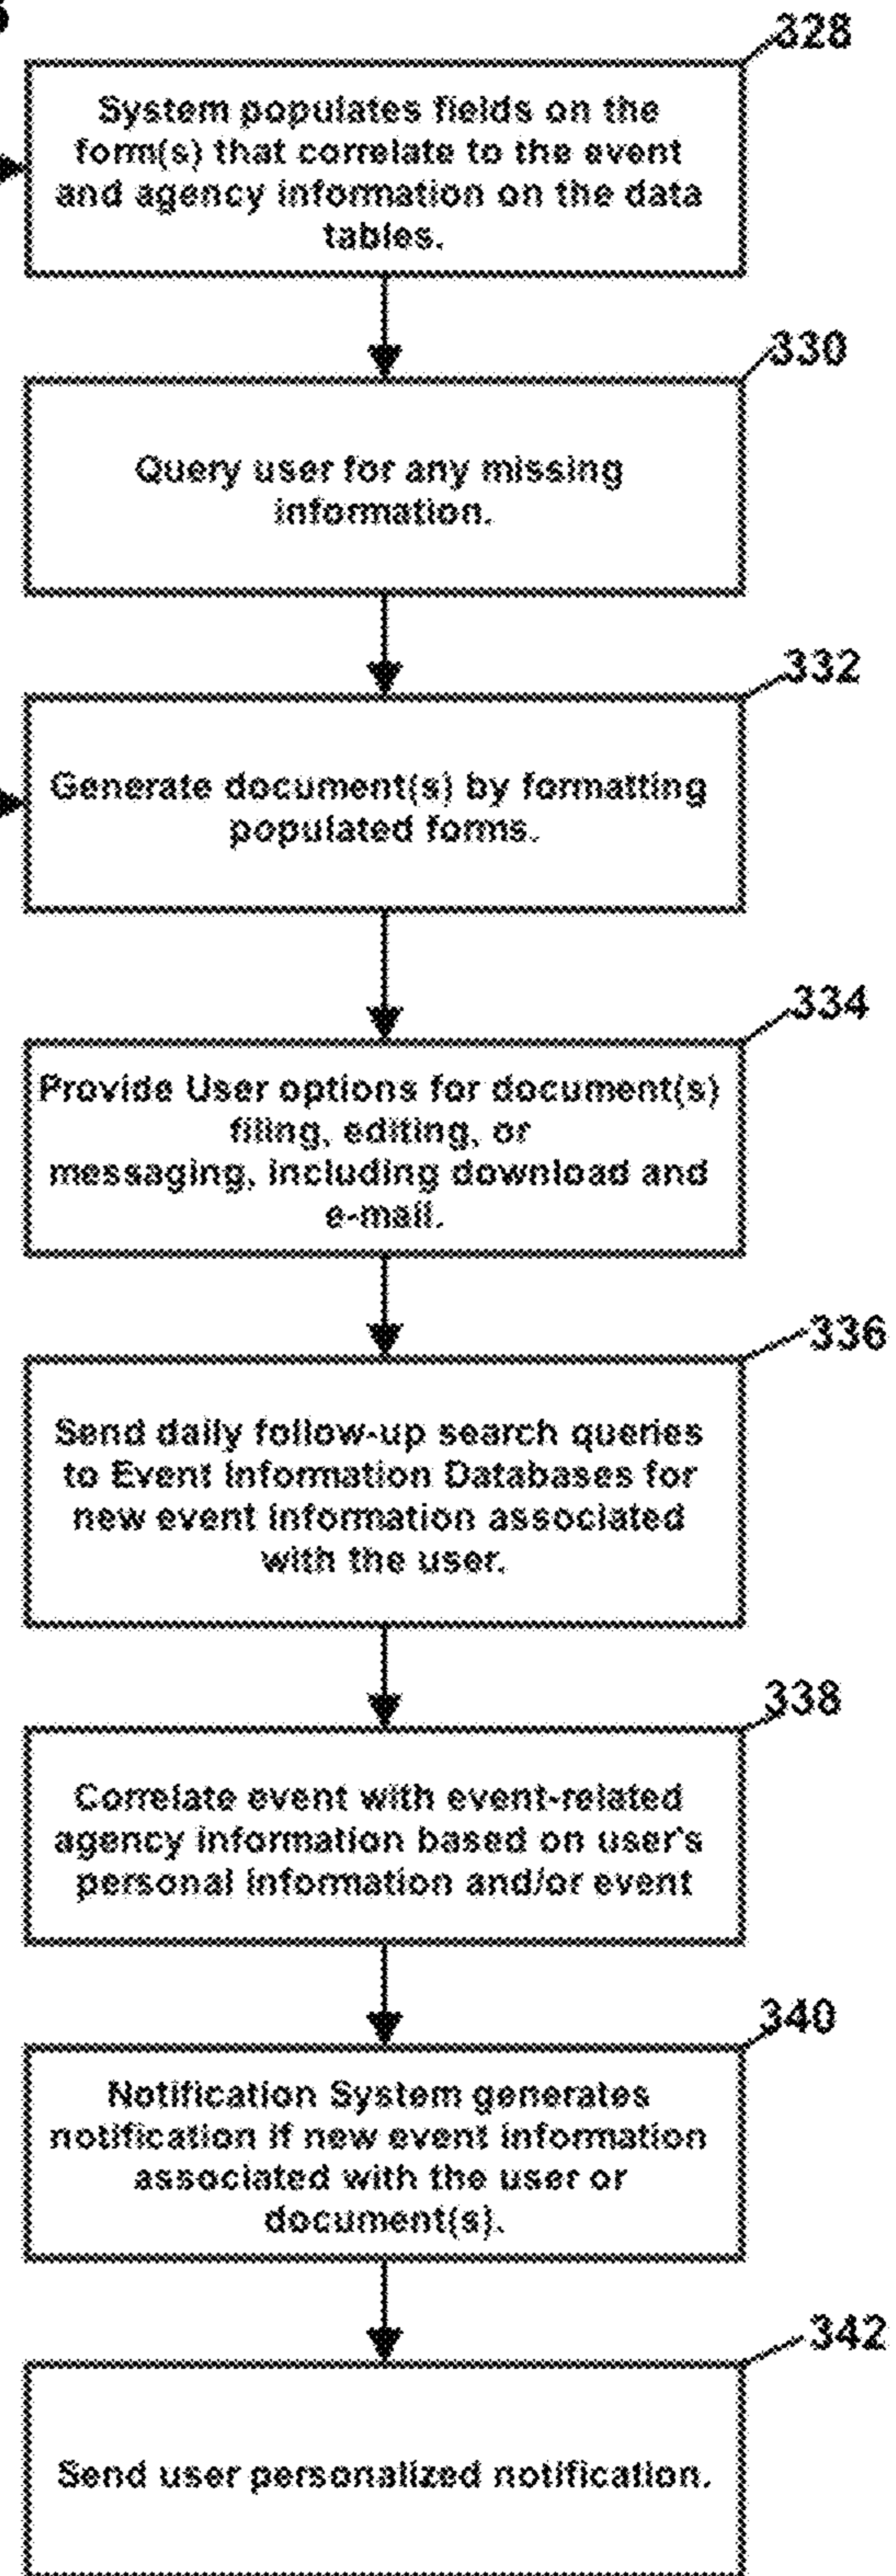 328
System populates fields on the
form(s) that correlate to the event
and agency information on the data
tables.
330
Query user for any missing
information.
332
Generate document(s) by formatting
populated forms.
334
Provide User options for document(s)
filing, editing, or
messaging, including download and
e-mail.
336
Send daily follow-up search queries
to Event Information Databases for
new event information associated
with the user.
338
Correlate event with event-related
agency information based on user's
personal information and/or event
340
Notification System generates
notification if new event information
associated with the user or
document(s).
342
Send user personalized notification.